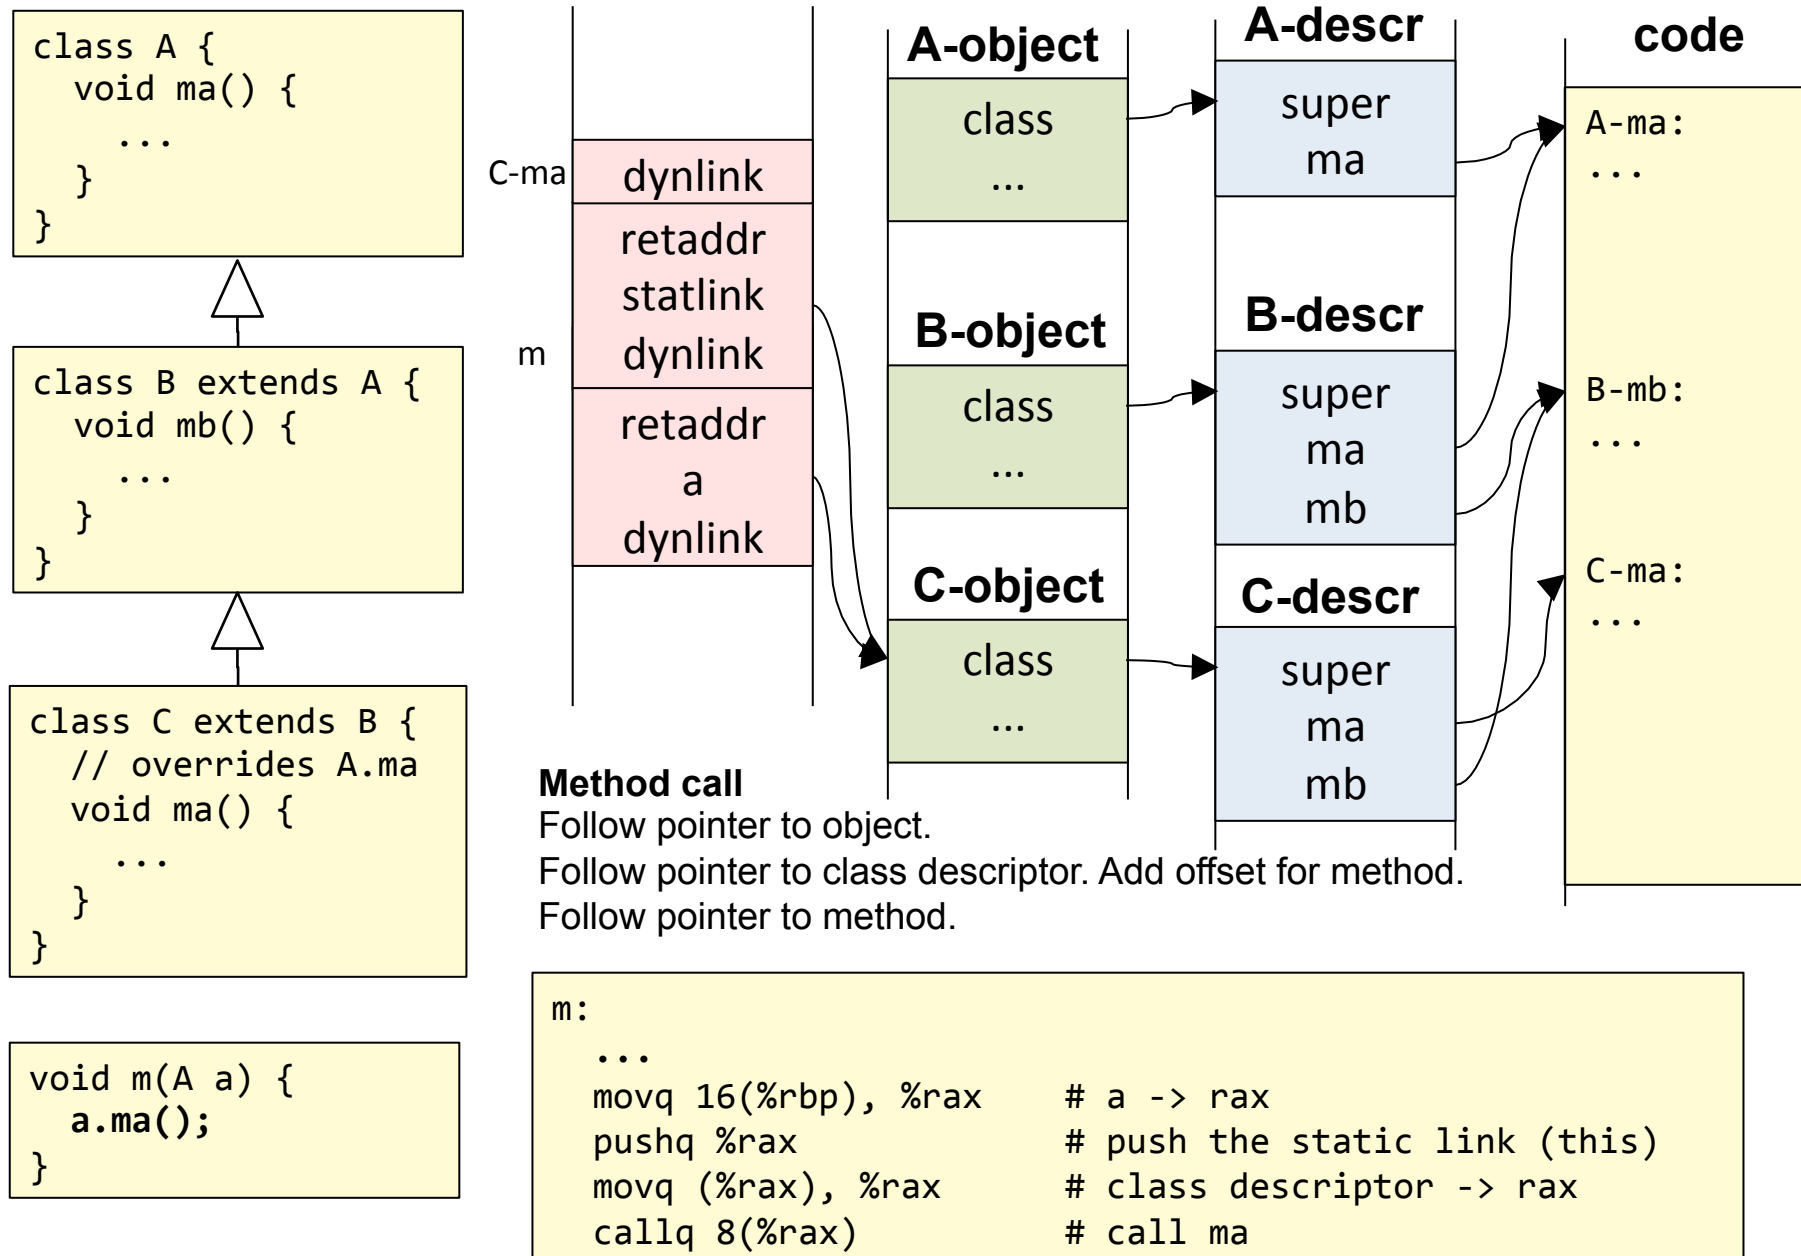 class A {
  void ma() {
    ...
  }
}
class B extends A {
  void mb() {
    ...
  }
}
class C extends B {
  // overrides A.ma
  void ma() {
    ...
  }
}
void m(A a) {
  a.ma();
}
C-ma
dynlink
retaddr
statlink
m
dynlink
retaddr
a
dynlink
A-object
class
...
B-object
class
...
C-object
class
...
A-descr
super
ma
B-descr
super
ma
mb
C-descr
super
ma
mb
code
A-ma:
...
B-mb:
...
C-ma:
...
Method call
Follow pointer to object.
Follow pointer to class descriptor. Add offset for method.
Follow pointer to method.
m:
  ...
  movq 16(%rbp), %rax    # a -> rax
  pushq %rax             # push the static link (this)
  movq (%rax), %rax      # class descriptor -> rax
  callq 8(%rax)          # call ma